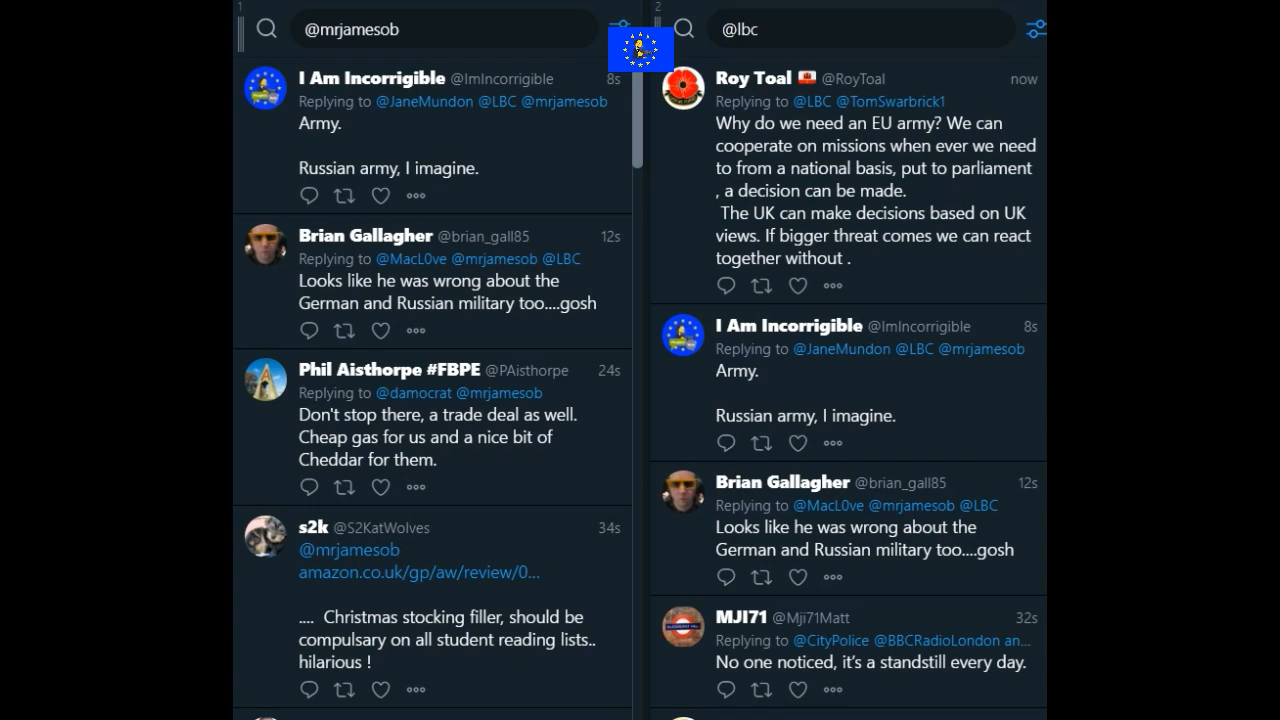 1
@mrjamesob
I Am Incorrigible @ImIncorrigible 8s
Replying to @JaneMundon @LBC @mrjamesob
Army.
Russian army, I imagine.
Brian Gallagher @brian_gall85 12s
Replying to @MacL0ve @mrjamesob @LBC
Looks like he was wrong about the
German and Russian military too....gosh
Phil Aisthorpe #FBPE @PAisthorpe 24s
Replying to @damocrat @mrjamesob
Don't stop there, a trade deal as well.
Cheap gas for us and a nice bit of
Cheddar for them.
s2k @S2KatWolves 34s
@mrjamesob
amazon.co.uk/gp/aw/review/0...
.... Christmas stocking filler, should be
compulsary on all student reading lists..
hilarious !
2
@lbc
Roy Toal @RoyToal now
Replying to @LBC @TomSwarbrick1
Why do we need an EU army? We can
cooperate on missions when ever we need
to from a national basis, put to parliament
, a decision can be made.
The UK can make decisions based on UK
views. If bigger threat comes we can react
together without .
I Am Incorrigible @ImIncorrigible 8s
Replying to @JaneMundon @LBC @mrjamesob
Army.
Russian army, I imagine.
Brian Gallagher @brian_gall85 12s
Replying to @MacL0ve @mrjamesob @LBC
Looks like he was wrong about the
German and Russian military too....gosh
MJI71 @Mji71Matt 32s
Replying to @CityPolice @BBCRadioLondon an...
No one noticed, it's a standstill every day.